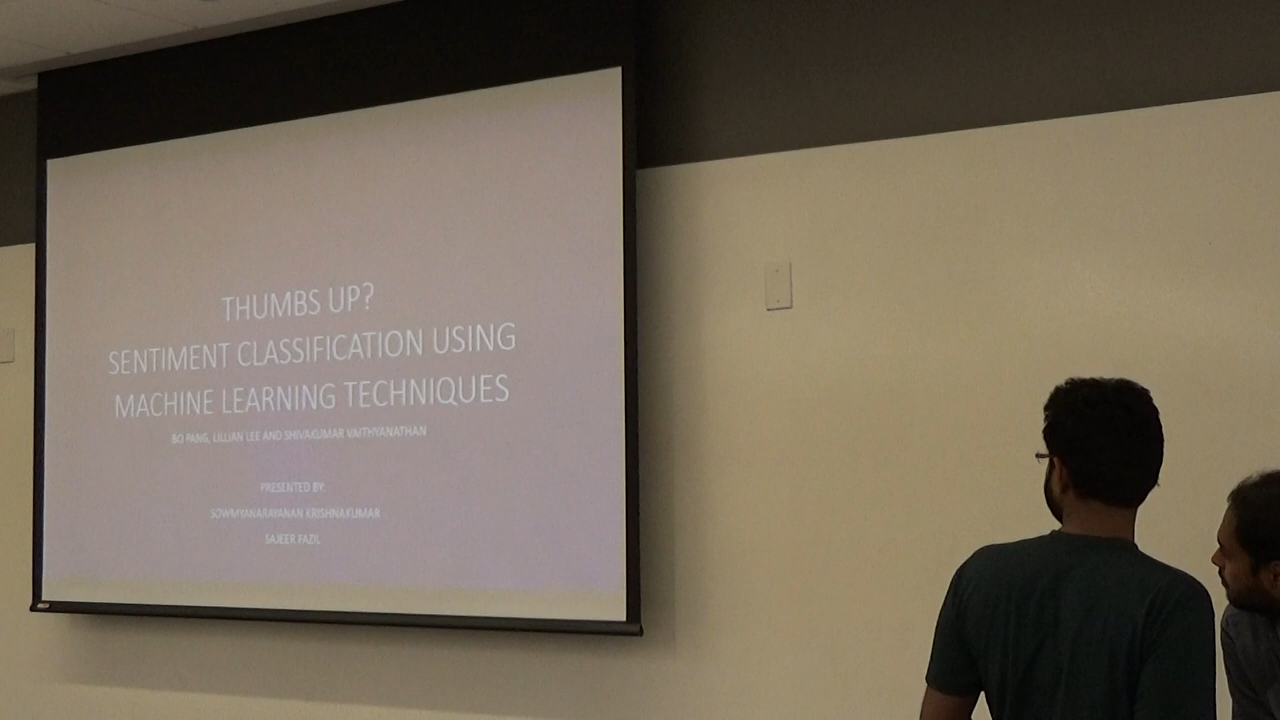 THUMBS UP?
SENTIMENT CLASSIFICATION USING
MACHINE LEARNING TECHNIQUES
BO PANG, LILLIAN LEE AND SHIVAKUMAR VAITHYANATHAN
PRESENTED BY:
SOWMYANARAYANAN KRISHNAKUMAR
SAJEER FAZIL